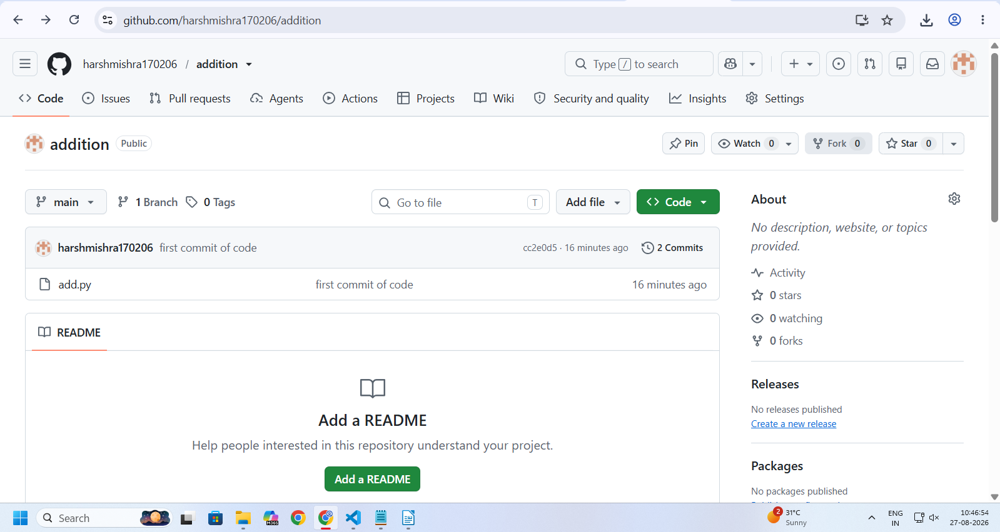 github.com/harshmishra170206/addition
harshmishra170206 / addition
Type / to search
Code Issues Pull requests Agents Actions Projects Wiki Security and quality Insights Settings
addition Public
Pin Watch 0 Fork 0 Star 0
main 1 Branch 0 Tags Go to file T Add file Code
harshmishra170206 first commit of code cc2e0d5 · 16 minutes ago 2 Commits
add.py first commit of code 16 minutes ago
README
Add a README
Help people interested in this repository understand your project.
Add a README
About
No description, website, or topics
provided.
Activity
0 stars
0 watching
0 forks
Releases
No releases published
Create a new release
Packages
No packages published
Search
M365
2
31°C
Sunny
ENG
IN
10:46:54
27-08-2026